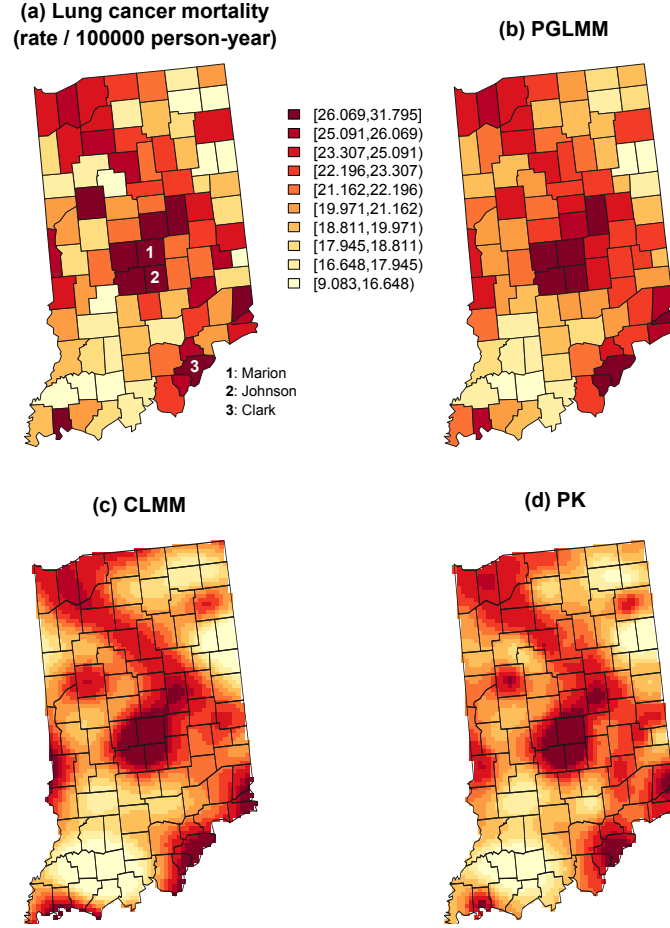 (a) Lung cancer mortality
(rate / 100000 person-year)
(b) PGLMM
[26.069,31.795]
[25.091,26.069)
[23.307,25.091)
[22.196,23.307)
[21.162,22.196)
[19.971,21.162)
[18.811,19.971)
[17.945,18.811)
[16.648,17.945)
[9.083,16.648)
1
2
3
1: Marion
2: Johnson
3: Clark
(c) CLMM
(d) PK